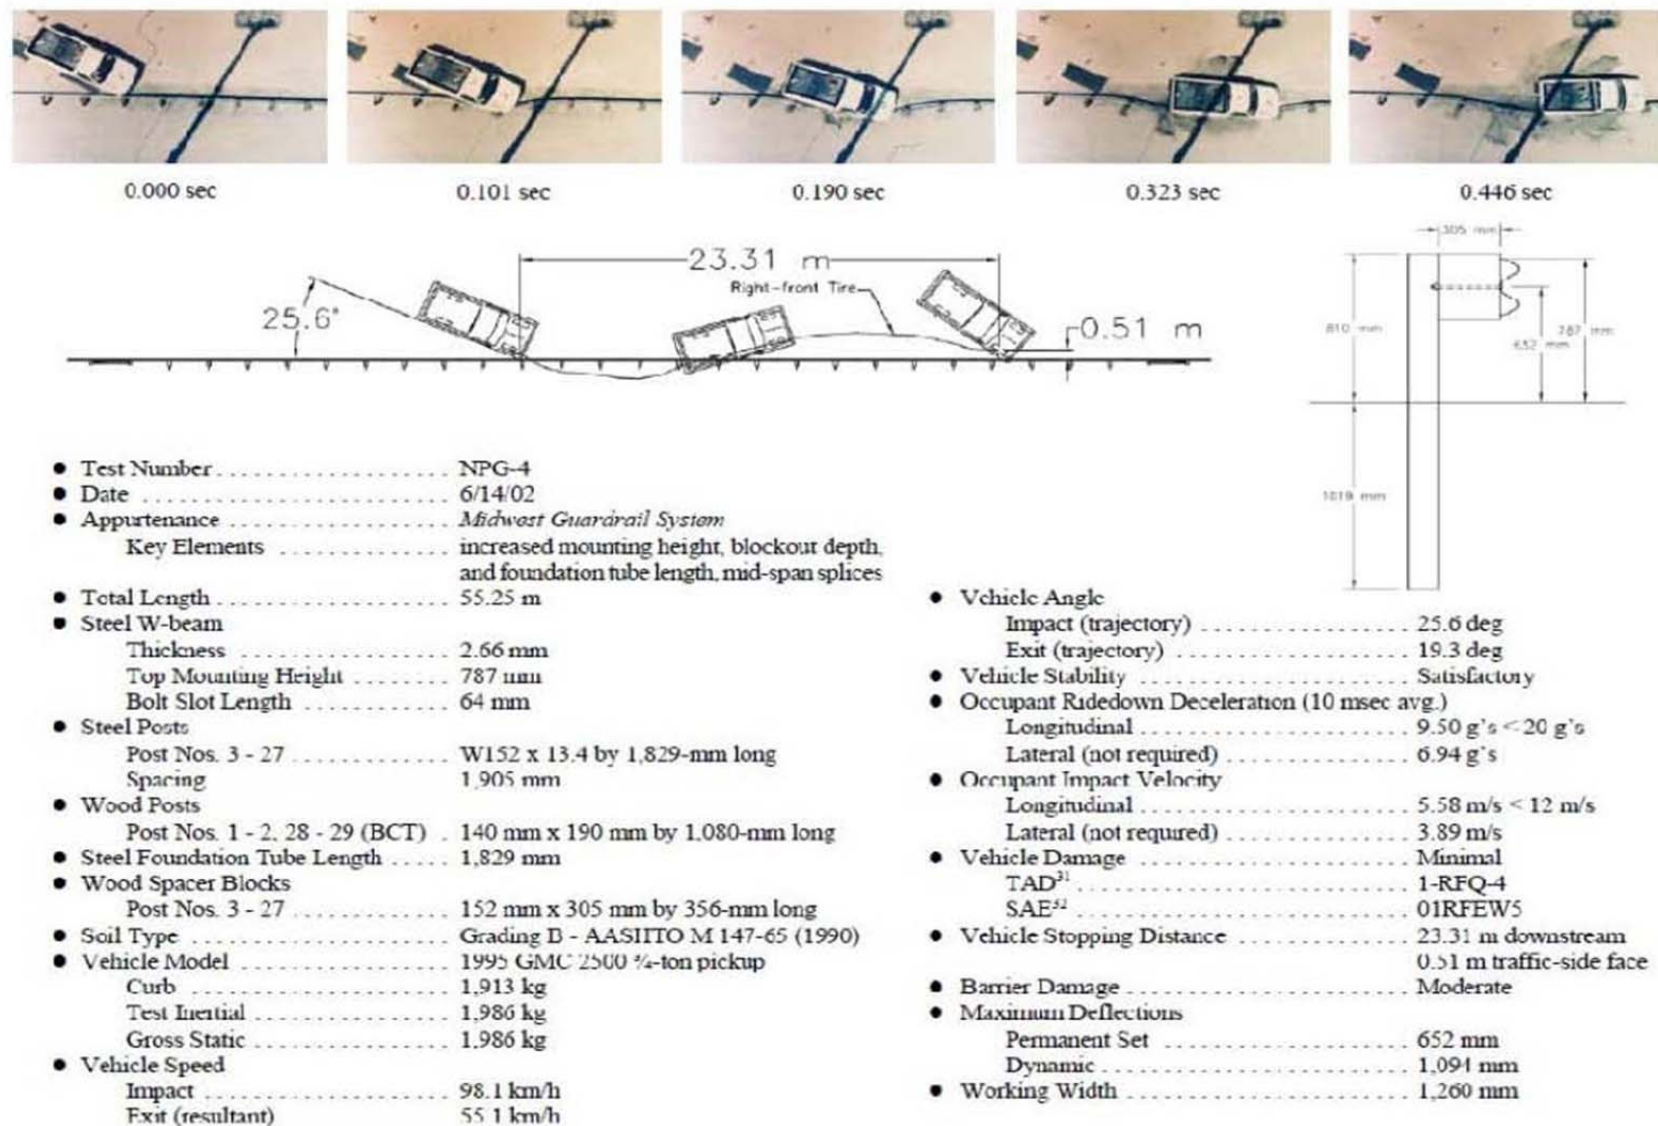 0.000 sec
0.101 sec
0.190 sec
0.323 sec
0.446 sec
23.31 m
Right-front Tire
25.6°
0.51 m
305 mm
810 mm
787 mm
632 mm
1019 mm
● Test Number NPG-4
● Date 6/14/02
● Appurtenance Midwest Guardrail System
Key Elements increased mounting height, blockout depth,
and foundation tube length, mid-span splices
● Total Length 55.25 m
● Steel W-beam
Thickness 2.66 mm
Top Mounting Height 787 mm
Bolt Slot Length 64 mm
● Steel Posts
Post Nos. 3 - 27 W152 x 13.4 by 1,829-mm long
Spacing 1,905 mm
● Wood Posts
Post Nos. 1 - 2, 28 - 29 (BCT) 140 mm x 190 mm by 1,080-mm long
● Steel Foundation Tube Length 1,829 mm
● Wood Spacer Blocks
Post Nos. 3 - 27 152 mm x 305 mm by 356-mm long
● Soil Type Grading B - AASHTO M 147-65 (1990)
● Vehicle Model 1995 GMC 2500 ¾-ton pickup
Curb 1,913 kg
Test Inertial 1,986 kg
Gross Static 1,986 kg
● Vehicle Speed
Impact 98.1 km/h
Exit (resultant) 55.1 km/h
● Vehicle Angle
Impact (trajectory) 25.6 deg
Exit (trajectory) 19.3 deg
● Vehicle Stability Satisfactory
● Occupant Ridedown Deceleration (10 msec avg.)
Longitudinal 9.50 g's < 20 g's
Lateral (not required) 6.94 g's
● Occupant Impact Velocity
Longitudinal 5.58 m/s < 12 m/s
Lateral (not required) 3.89 m/s
● Vehicle Damage Minimal
TAD³¹ 1-RFQ-4
SAE³² 01RFEW5
● Vehicle Stopping Distance 23.31 m downstream
0.51 m traffic-side face
● Barrier Damage Moderate
● Maximum Deflections
Permanent Set 652 mm
Dynamic 1,094 mm
● Working Width 1,260 mm